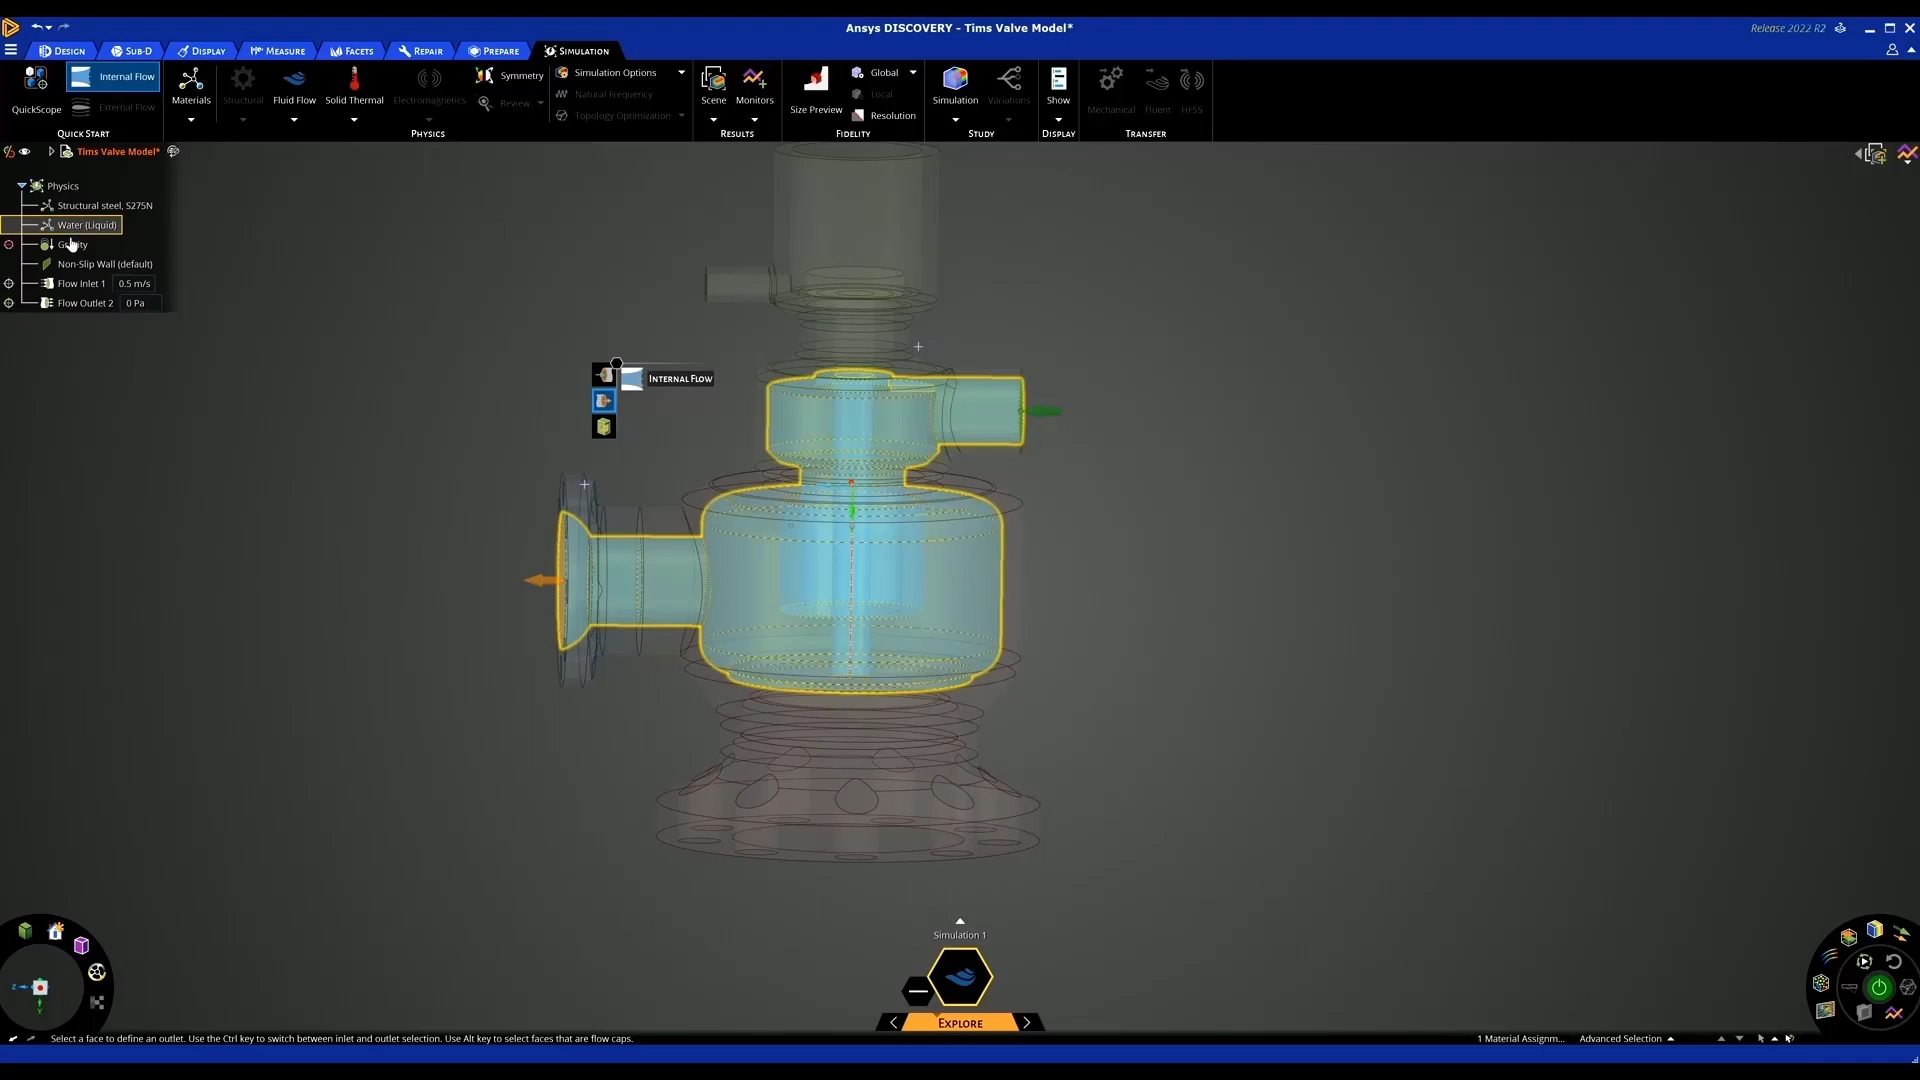 Ansys DISCOVERY - Tims Valve Model*
Release 2022 R2
DESIGN SUB-D DISPLAY MEASURE FACETS REPAIR PREPARE SIMULATION
QuickScope
Internal Flow
External Flow
QUICK START
Materials
Structural
Fluid Flow
Solid Thermal
Electromagnetics
Symmetry
Review
PHYSICS
Simulation Options
Natural Frequency
Topology Optimization
Scene
Monitors
RESULTS
Size Preview
Global
Local
Resolution
FIDELITY
Simulation
Variations
STUDY
Show
DISPLAY
Mechanical
Fluent
HFSS
TRANSFER
Tims Valve Model*
Physics
Structural steel, S275N
Water (Liquid)
Non-Slip Wall (default)
Flow Inlet 1 0.5 m/s
Flow Outlet 2 0 Pa
INTERNAL FLOW
Simulation 1
EXPLORE
Z
Y
Select a face to define an outlet. Use the Ctrl key to switch between inlet and outlet selection. Use Alt key to select faces that are flow caps.
1 Material Assignm... Advanced Selection